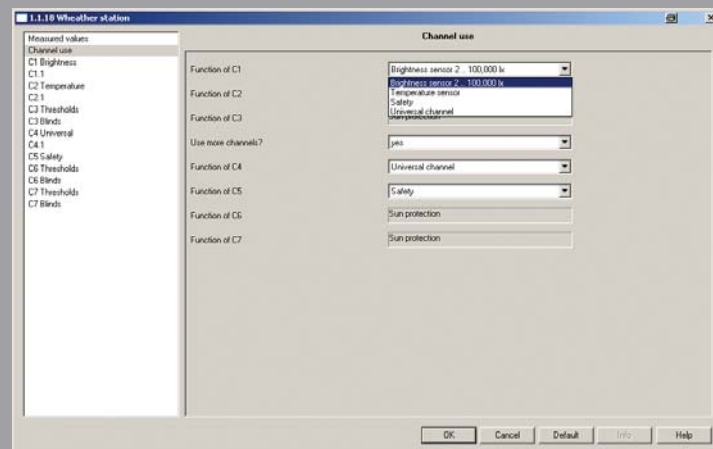 1.1.18 Wheather station
Measured values
Channel use
C1 Brightness
C1.1
C2 Temperature
C2.1
C3 Thresholds
C3 Blinds
C4 Universal
C4.1
C5 Safety
C6 Thresholds
C6 Blinds
C7 Thresholds
C7 Blinds
Channel use
Function of C1
Brightness sensor 2 .. 100,000 lx
Brightness sensor 2 .. 100,000 lx
Temperature sensor
Safety
Universal channel
Function of C2
Function of C3
Sun protection
Use more channels?
yes
Function of C4
Universal channel
Function of C5
Safety
Function of C6
Sun protection
Function of C7
Sun protection
OK
Cancel
Default
Info
Help